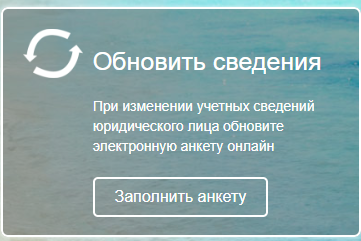 Обновить сведения
При изменении учетных сведений
юридического лица обновите
электронную анкету онлайн
Заполнить анкету